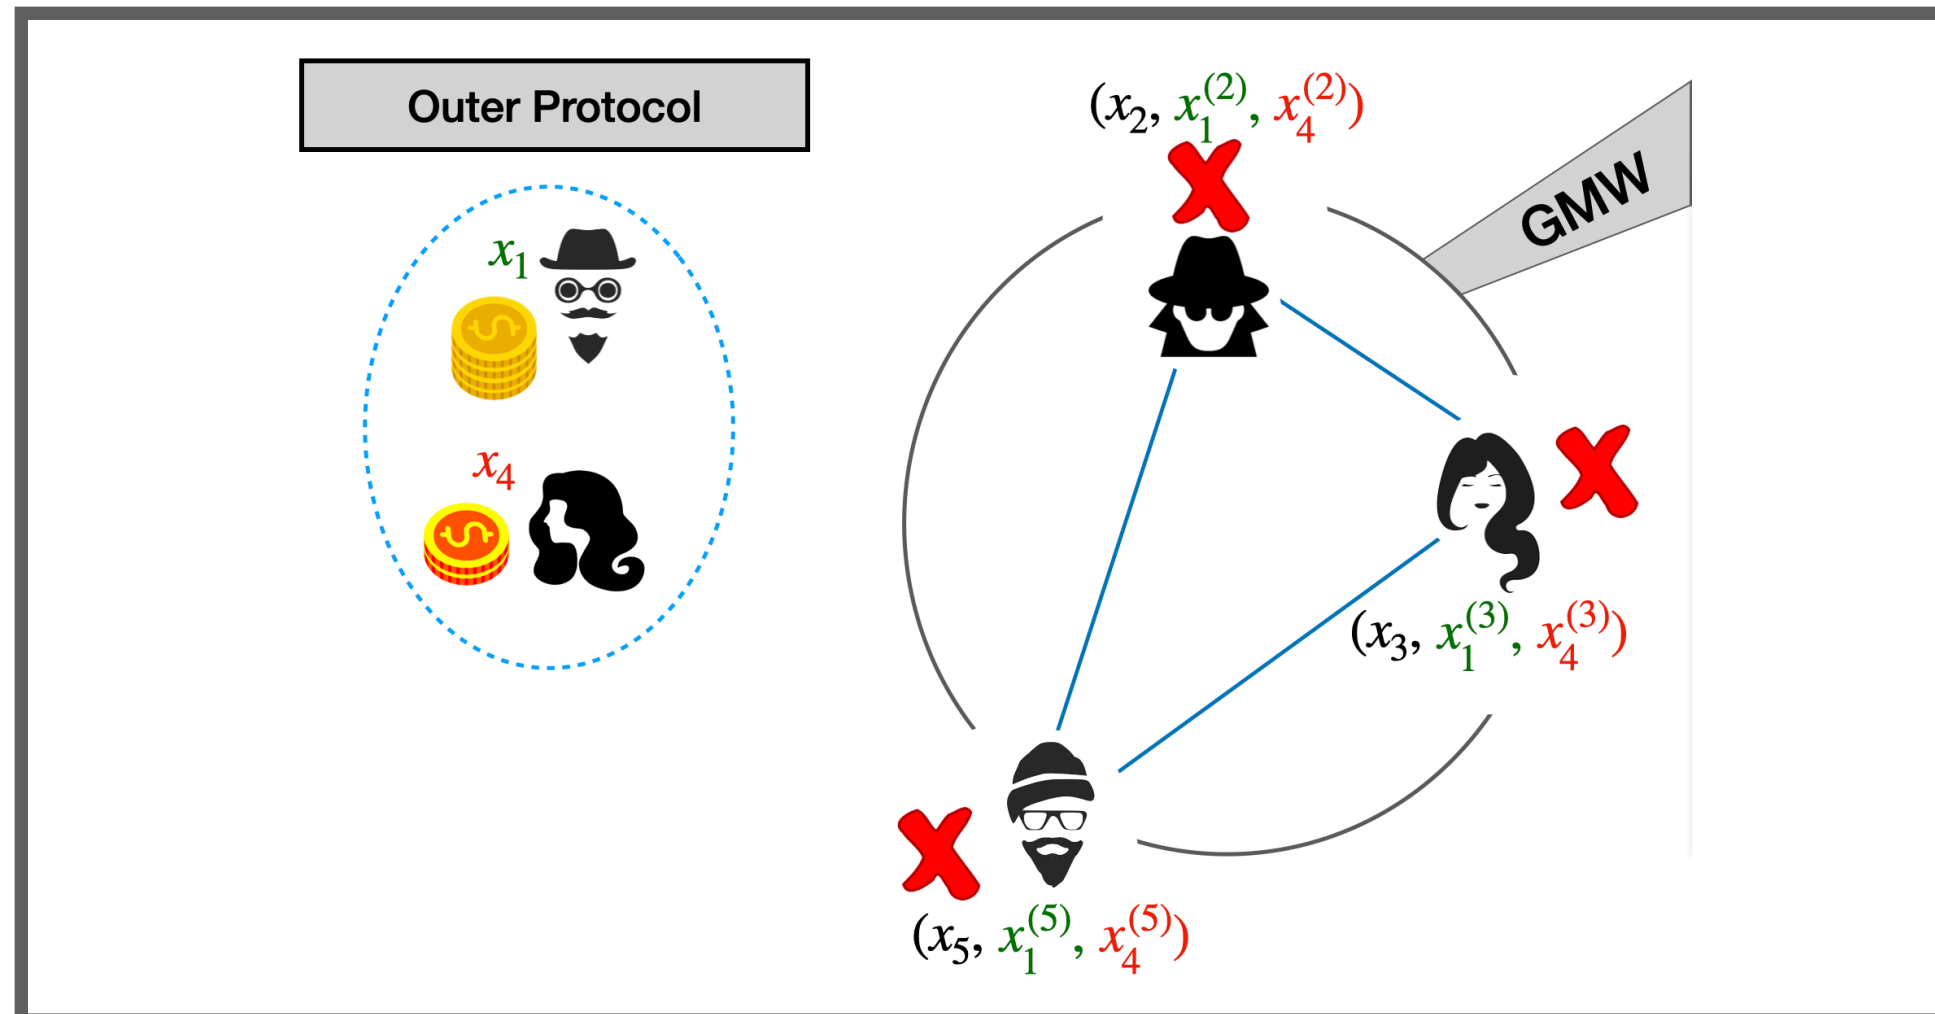 Outer Protocol
(x₂, x₁⁽²⁾, x₄⁽²⁾)
GMW
x₁
x₄
(x₃, x₁⁽³⁾, x₄⁽³⁾)
(x₅, x₁⁽⁵⁾, x₄⁽⁵⁾)